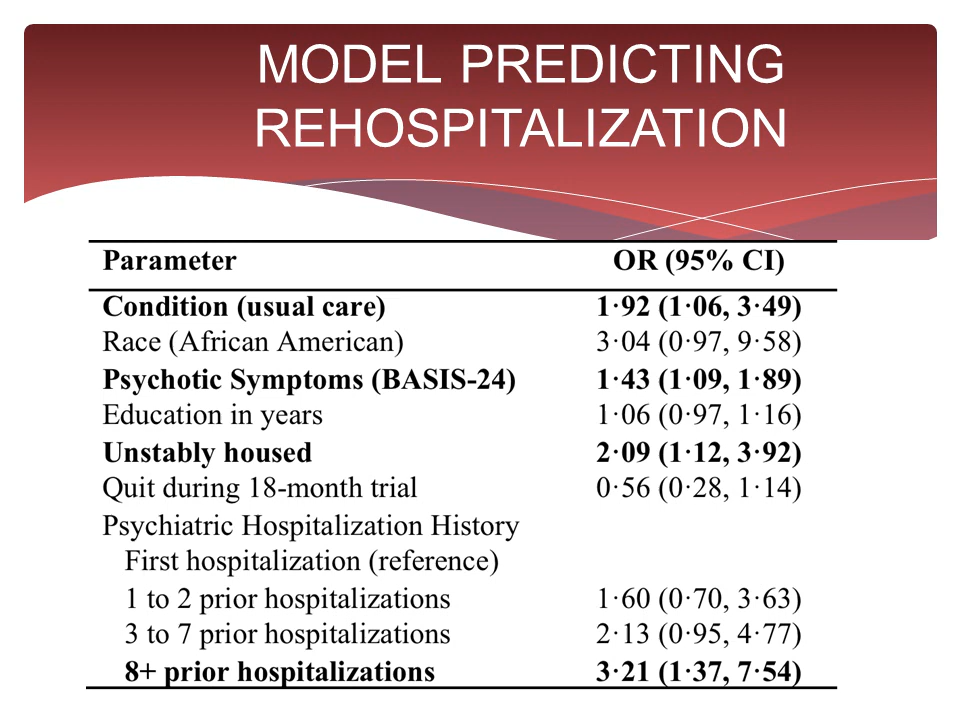 MODEL PREDICTING
REHOSPITALIZATION
Parameter OR (95% CI)
Condition (usual care) 1·92 (1·06, 3·49)
Race (African American) 3·04 (0·97, 9·58)
Psychotic Symptoms (BASIS-24) 1·43 (1·09, 1·89)
Education in years 1·06 (0·97, 1·16)
Unstably housed 2·09 (1·12, 3·92)
Quit during 18-month trial 0·56 (0·28, 1·14)
Psychiatric Hospitalization History
First hospitalization (reference)
1 to 2 prior hospitalizations 1·60 (0·70, 3·63)
3 to 7 prior hospitalizations 2·13 (0·95, 4·77)
8+ prior hospitalizations 3·21 (1·37, 7·54)